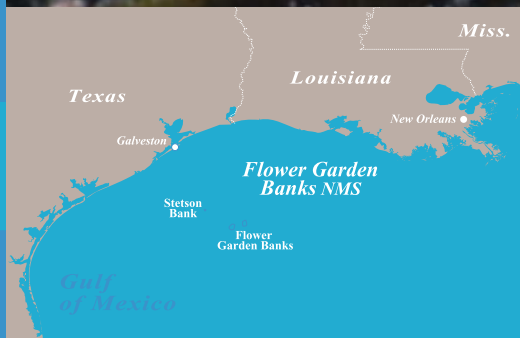 Miss.
Louisiana
Texas
New Orleans
Galveston
Flower Garden
Banks NMS
Stetson
Bank
Flower
Garden Banks
Gulf
of Mexico